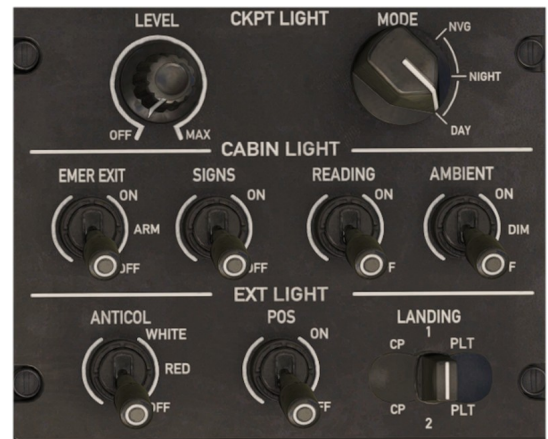 LEVEL CKPT LIGHT MODE
NVG
NIGHT
OFF MAX DAY
CABIN LIGHT
EMER EXIT SIGNS READING AMBIENT
ON ON ON ON
ARM DIM
EXT LIGHT
ANTICOL POS LANDING
WHITE ON 1
CP PLT
RED
CP PLT
2